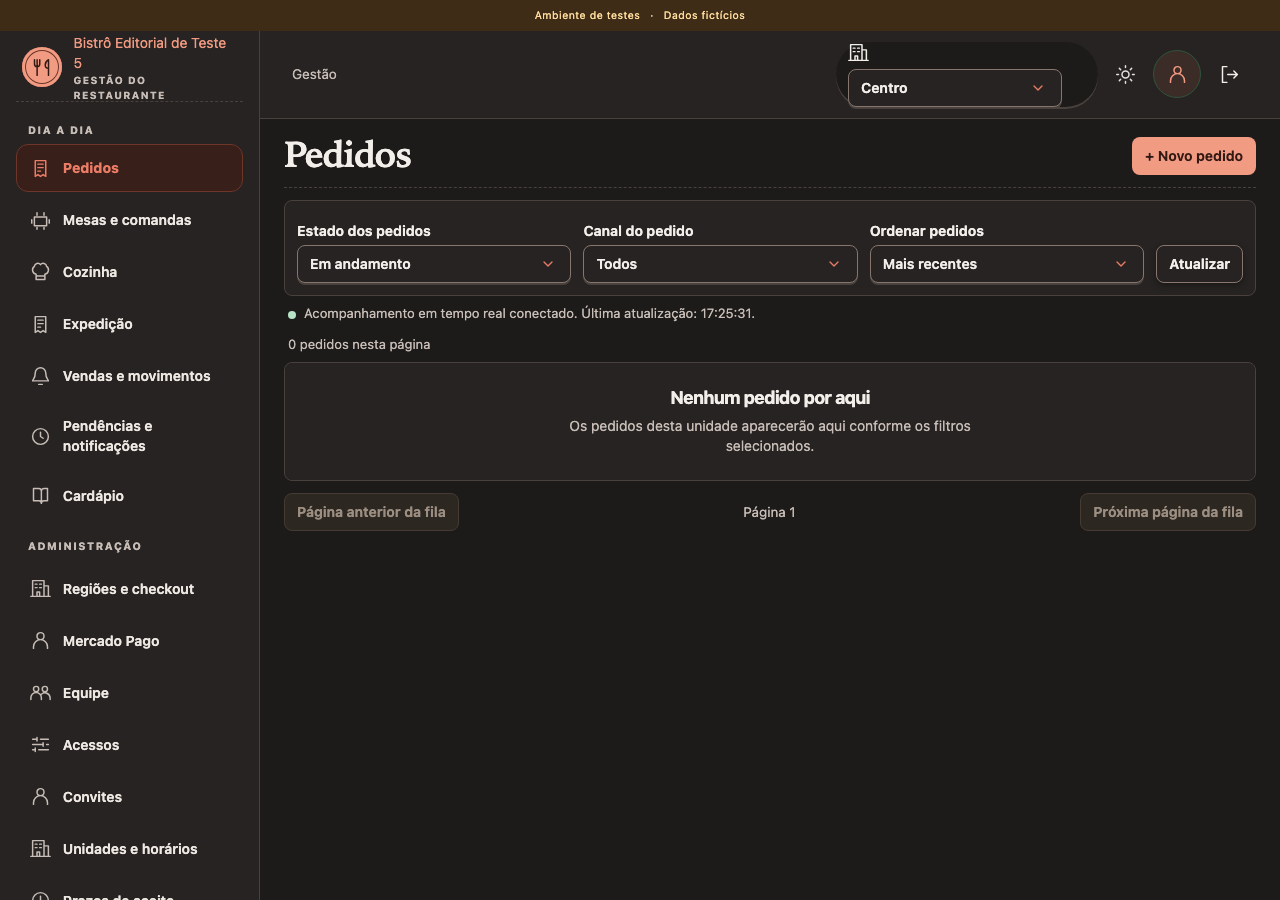 Ambiente de testes · Dados fictícios
Bistrô Editorial de Teste
5
GESTÃO DO
RESTAURANTE
DIA A DIA
Pedidos
Mesas e comandas
Cozinha
Expedição
Vendas e movimentos
Pendências e
notificações
Cardápio
ADMINISTRAÇÃO
Regiões e checkout
Mercado Pago
Equipe
Acessos
Convites
Unidades e horários
Prazos de aceite
Gestão
Centro
Pedidos
+ Novo pedido
Estado dos pedidos
Em andamento
Canal do pedido
Todos
Ordenar pedidos
Mais recentes
Atualizar
Acompanhamento em tempo real conectado. Última atualização: 17:25:31.
0 pedidos nesta página
Nenhum pedido por aqui
Os pedidos desta unidade aparecerão aqui conforme os filtros
selecionados.
Página anterior da fila
Página 1
Próxima página da fila